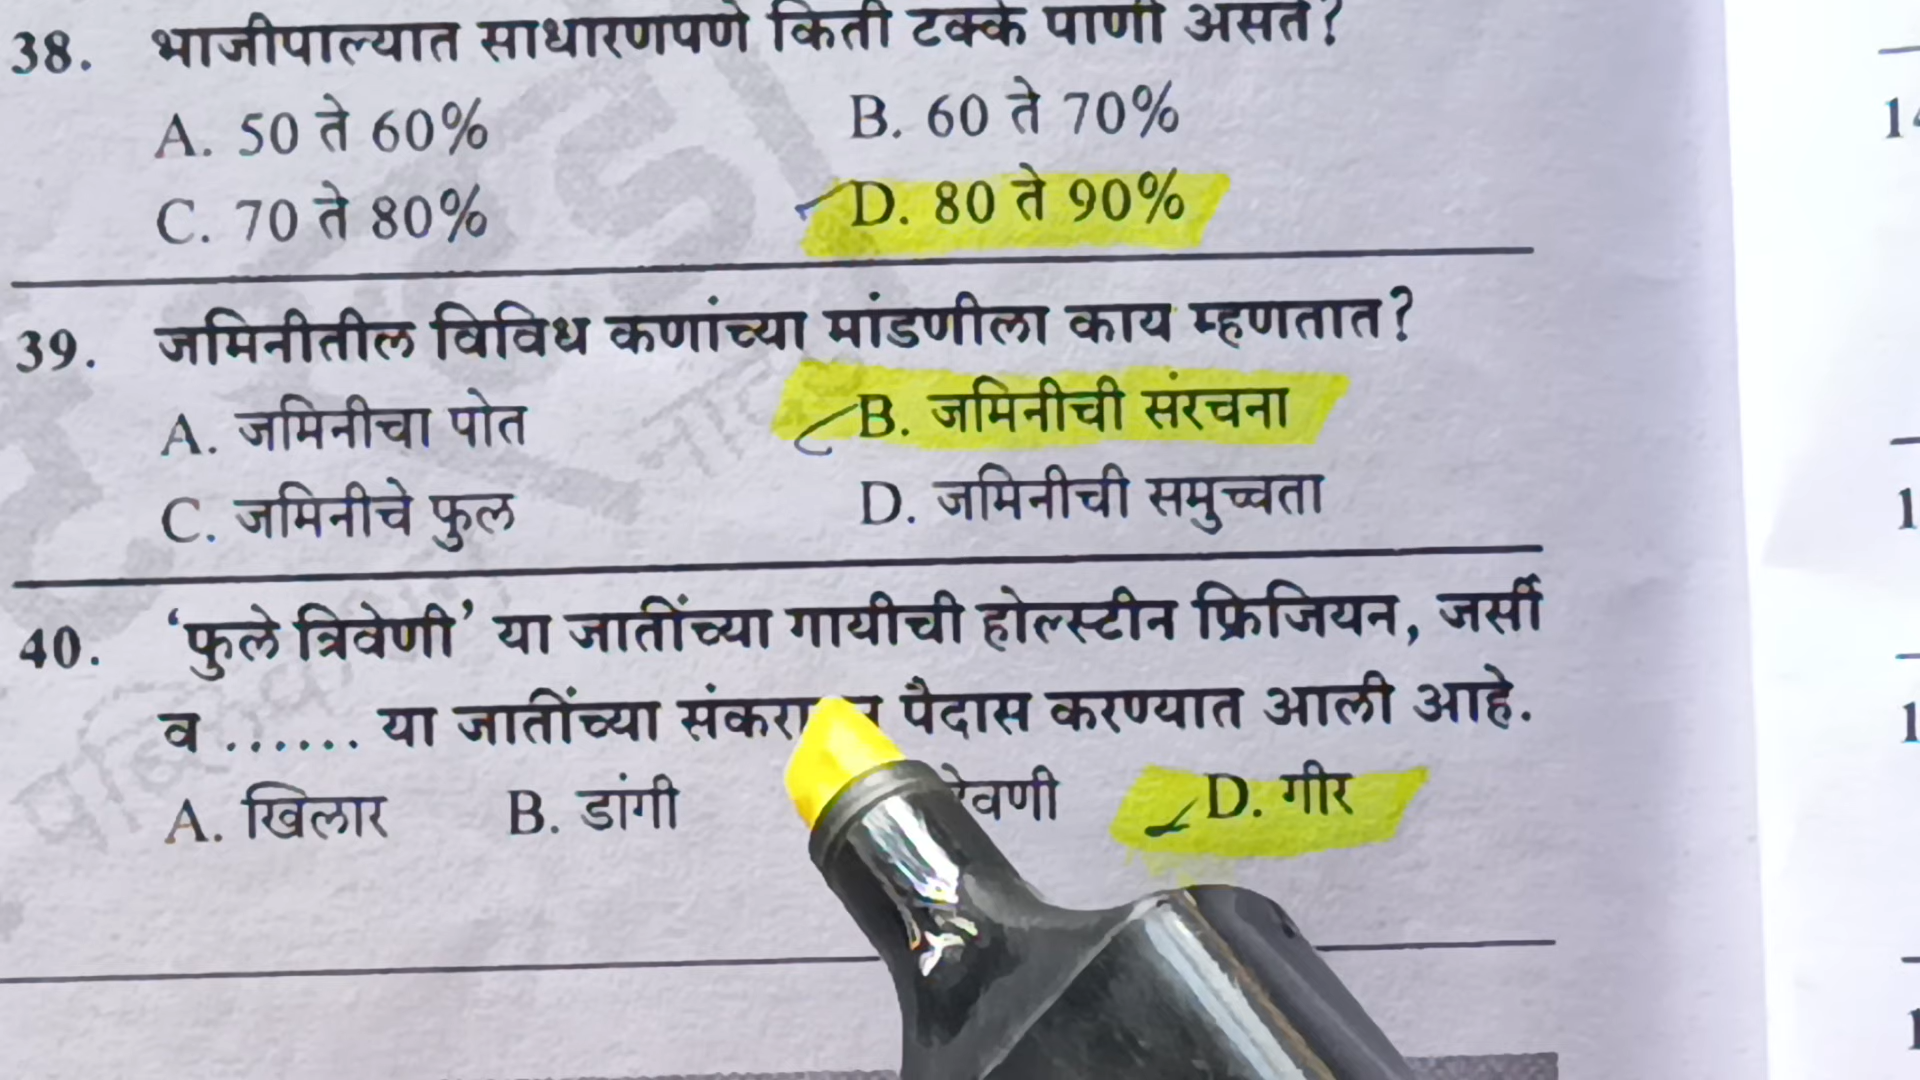 38. भाजीपाल्यात साधारणपणे किती टक्के पाणी असते?
A. 50 ते 60% B. 60 ते 70%
C. 70 ते 80% D. 80 ते 90%
39. जमिनीतील विविध कणांच्या मांडणीला काय म्हणतात?
A. जमिनीचा पोत B. जमिनीची संरचना
C. जमिनीचे फुल D. जमिनीची समुच्चता
40. ‘फुले त्रिवेणी’ या जातींच्या गायीची होल्स्टीन फ्रिजियन, जर्सी
व ...... या जातींच्या पैदास करण्यात आली आहे.
A. खिलार B. डांगी D. गीर